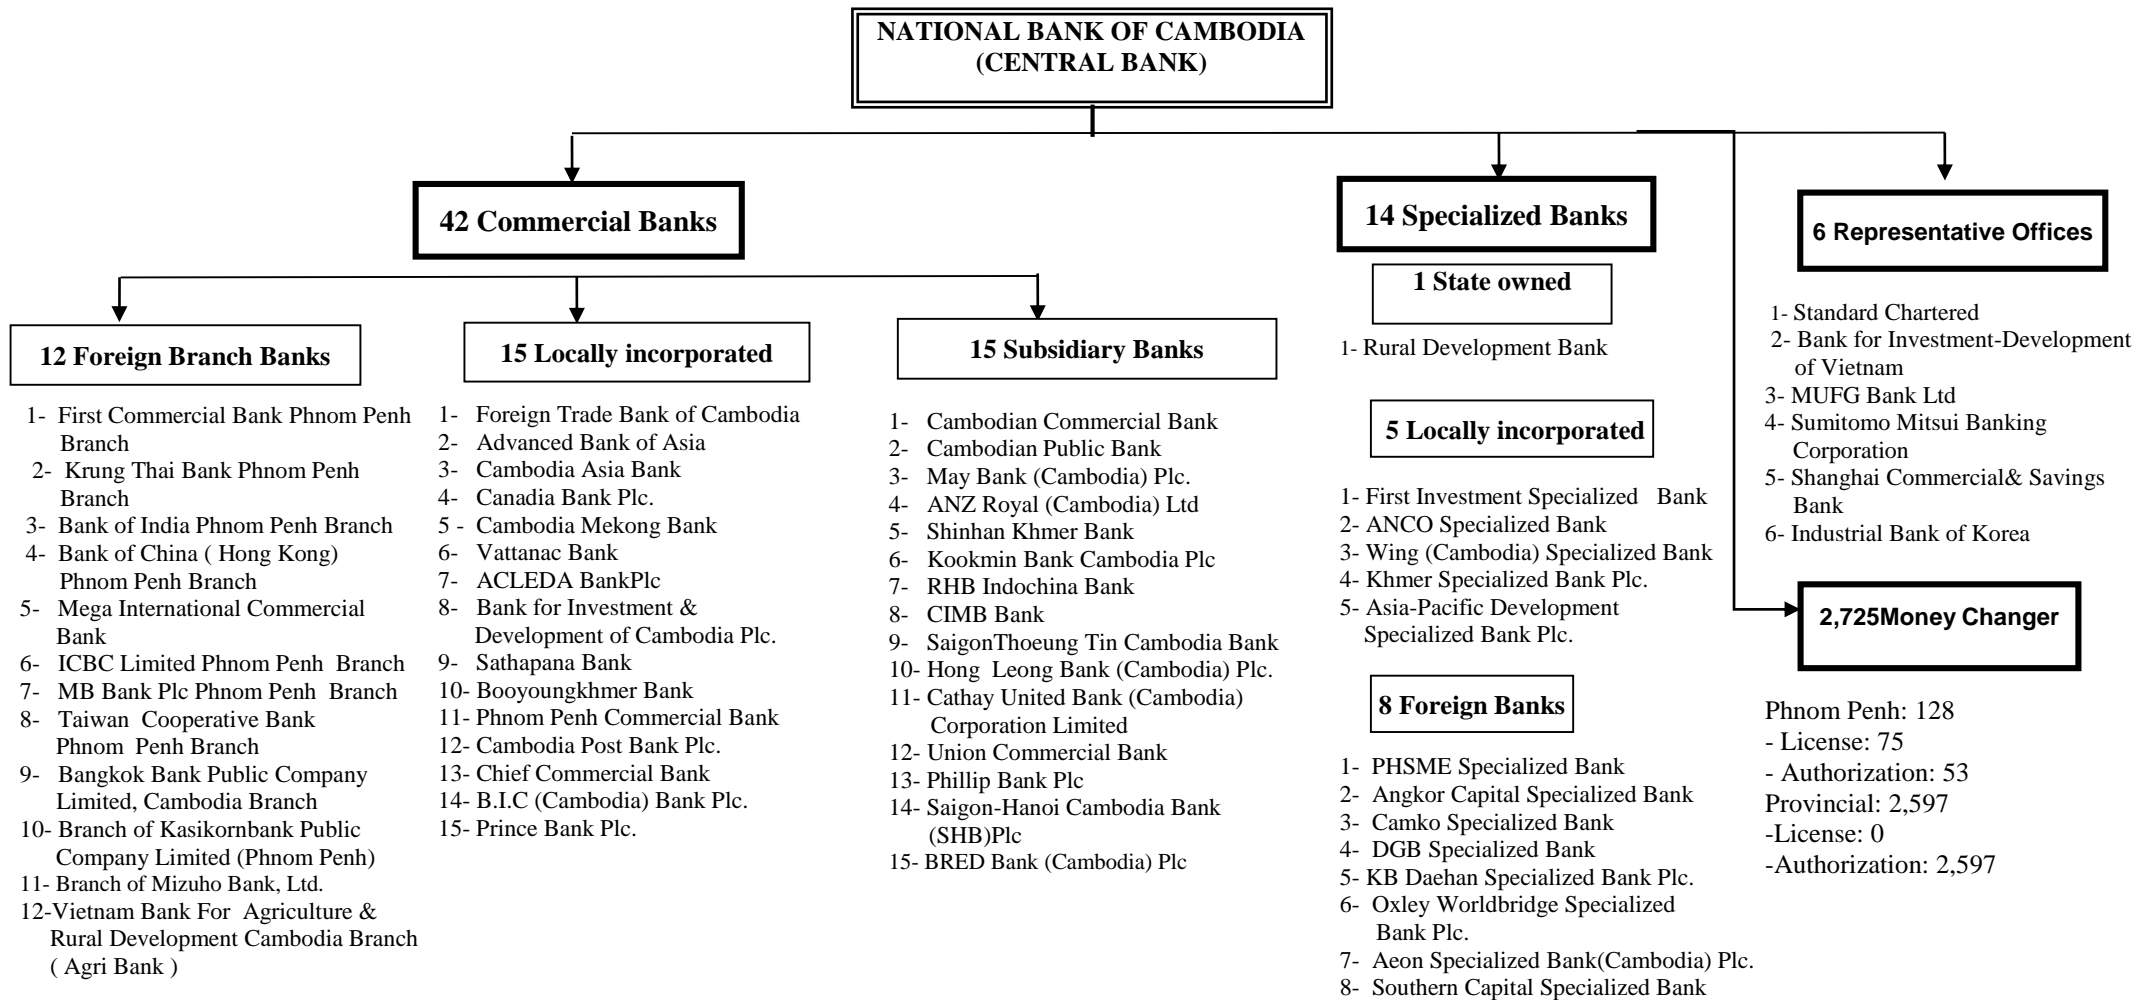 NATIONAL BANK OF CAMBODIA
(CENTRAL BANK)
42 Commercial Banks
12 Foreign Branch Banks
1- First Commercial Bank Phnom Penh
Branch
2- Krung Thai Bank Phnom Penh
Branch
3- Bank of India Phnom Penh Branch
4- Bank of China ( Hong Kong)
Phnom Penh Branch
5- Mega International Commercial
Bank
6- ICBC Limited Phnom Penh Branch
7- MB Bank Plc Phnom Penh Branch
8- Taiwan Cooperative Bank
Phnom Penh Branch
9- Bangkok Bank Public Company
Limited, Cambodia Branch
10- Branch of Kasikornbank Public
Company Limited (Phnom Penh)
11- Branch of Mizuho Bank, Ltd.
12-Vietnam Bank For Agriculture &
Rural Development Cambodia Branch
( Agri Bank )
15 Locally incorporated
1- Foreign Trade Bank of Cambodia
2- Advanced Bank of Asia
3- Cambodia Asia Bank
4- Canadia Bank Plc.
5 - Cambodia Mekong Bank
6- Vattanac Bank
7- ACLEDA BankPlc
8- Bank for Investment &
Development of Cambodia Plc.
9- Sathapana Bank
10- Booyoungkhmer Bank
11- Phnom Penh Commercial Bank
12- Cambodia Post Bank Plc.
13- Chief Commercial Bank
14- B.I.C (Cambodia) Bank Plc.
15- Prince Bank Plc.
15 Subsidiary Banks
1- Cambodian Commercial Bank
2- Cambodian Public Bank
3- May Bank (Cambodia) Plc.
4- ANZ Royal (Cambodia) Ltd
5- Shinhan Khmer Bank
6- Kookmin Bank Cambodia Plc
7- RHB Indochina Bank
8- CIMB Bank
9- SaigonThoeung Tin Cambodia Bank
10- Hong Leong Bank (Cambodia) Plc.
11- Cathay United Bank (Cambodia)
Corporation Limited
12- Union Commercial Bank
13- Phillip Bank Plc
14- Saigon-Hanoi Cambodia Bank
(SHB)Plc
15- BRED Bank (Cambodia) Plc
14 Specialized Banks
1 State owned
1- Rural Development Bank
5 Locally incorporated
1- First Investment Specialized Bank
2- ANCO Specialized Bank
3- Wing (Cambodia) Specialized Bank
4- Khmer Specialized Bank Plc.
5- Asia-Pacific Development
Specialized Bank Plc.
8 Foreign Banks
1- PHSME Specialized Bank
2- Angkor Capital Specialized Bank
3- Camko Specialized Bank
4- DGB Specialized Bank
5- KB Daehan Specialized Bank Plc.
6- Oxley Worldbridge Specialized
Bank Plc.
7- Aeon Specialized Bank(Cambodia) Plc.
8- Southern Capital Specialized Bank
6 Representative Offices
1- Standard Chartered
2- Bank for Investment-Development
of Vietnam
3- MUFG Bank Ltd
4- Sumitomo Mitsui Banking
Corporation
5- Shanghai Commercial& Savings
Bank
6- Industrial Bank of Korea
2,725Money Changer
Phnom Penh: 128
- License: 75
- Authorization: 53
Provincial: 2,597
-License: 0
-Authorization: 2,597